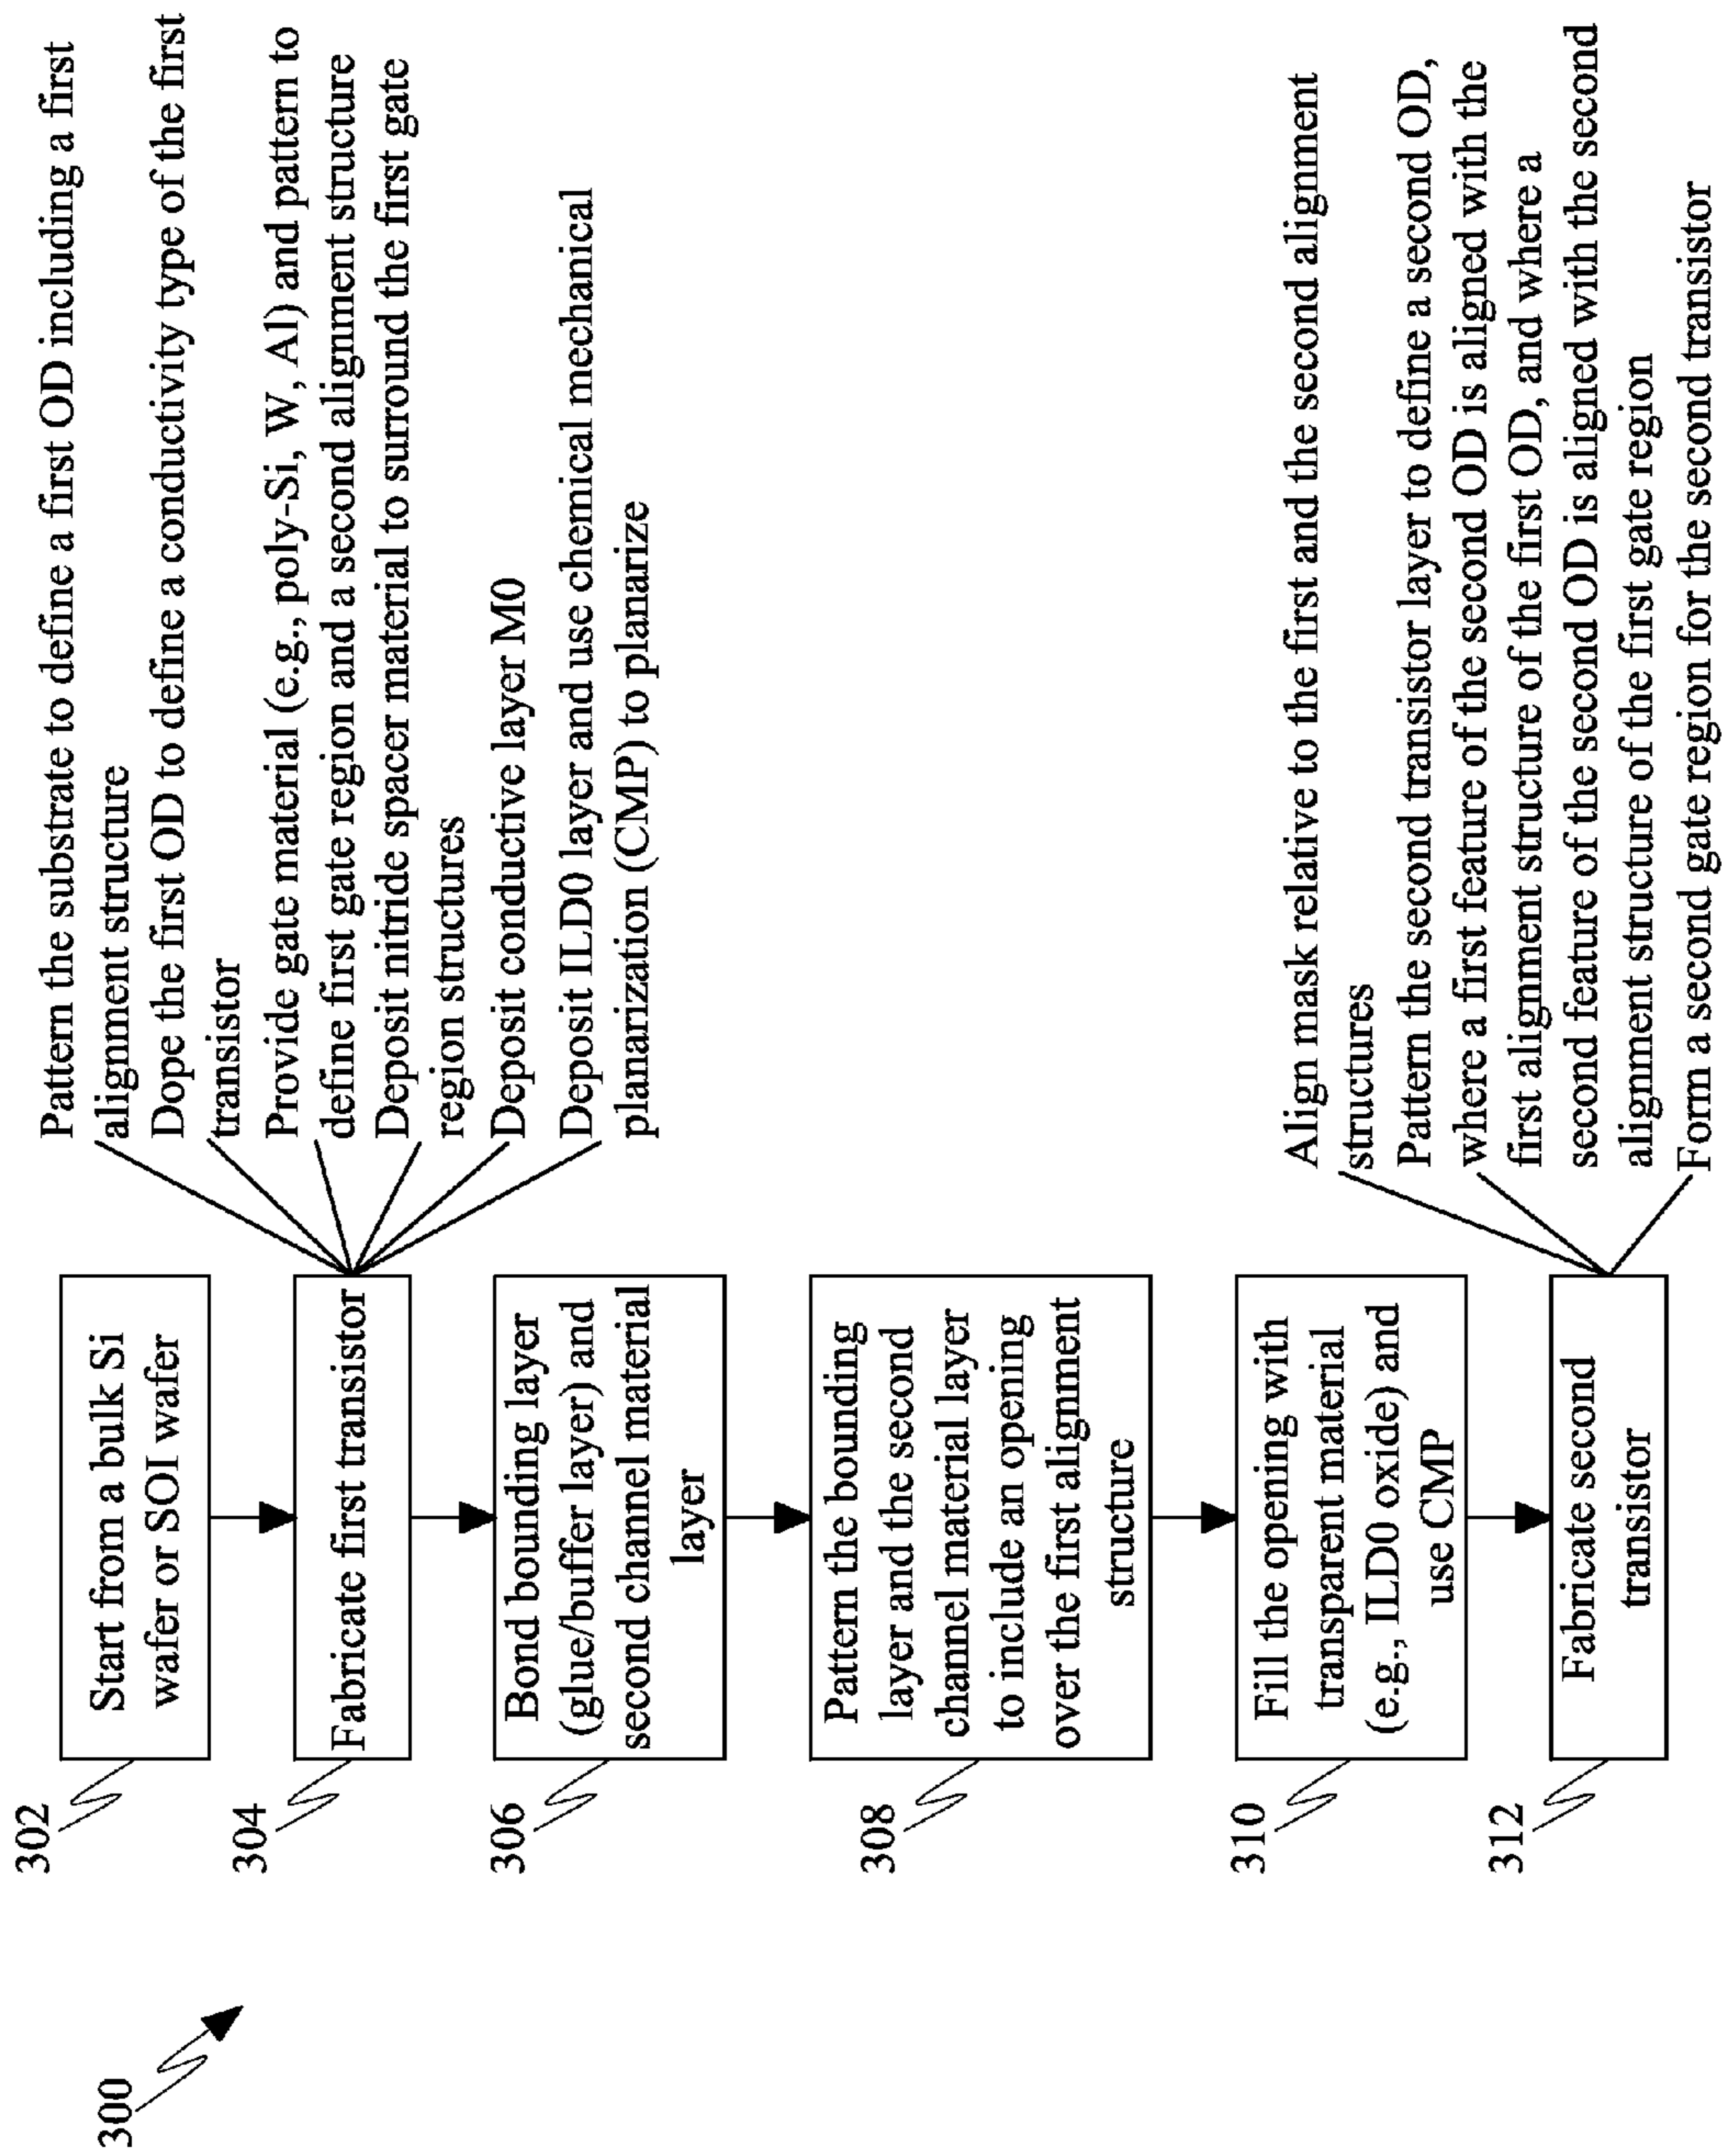 300
302
Start from a bulk Si
wafer or SOI wafer
304
Fabricate first transistor
Pattern the substrate to define a first OD including a first
alignment structure
Dope the first OD to define a conductivity type of the first
transistor
Provide gate material (e.g., poly-Si, W, Al) and pattern to
define first gate region and a second alignment structure
Deposit nitride spacer material to surround the first gate
region structures
Deposit conductive layer M0
Deposit ILD0 layer and use chemical mechanical
planarization (CMP) to planarize
306
Bond bounding layer
(glue/buffer layer) and
second channel material
layer
308
Pattern the bounding
layer and the second
channel material layer
to include an opening
over the first alignment
structure
310
Fill the opening with
transparent material
(e.g., ILD0 oxide) and
use CMP
312
Fabricate second
transistor
Align mask relative to the first and the second alignment
structures
Pattern the second transistor layer to define a second OD,
where a first feature of the second OD is aligned with the
first alignment structure of the first OD, and where a
second feature of the second OD is aligned with the second
alignment structure of the first gate region
Form a second gate region for the second transistor